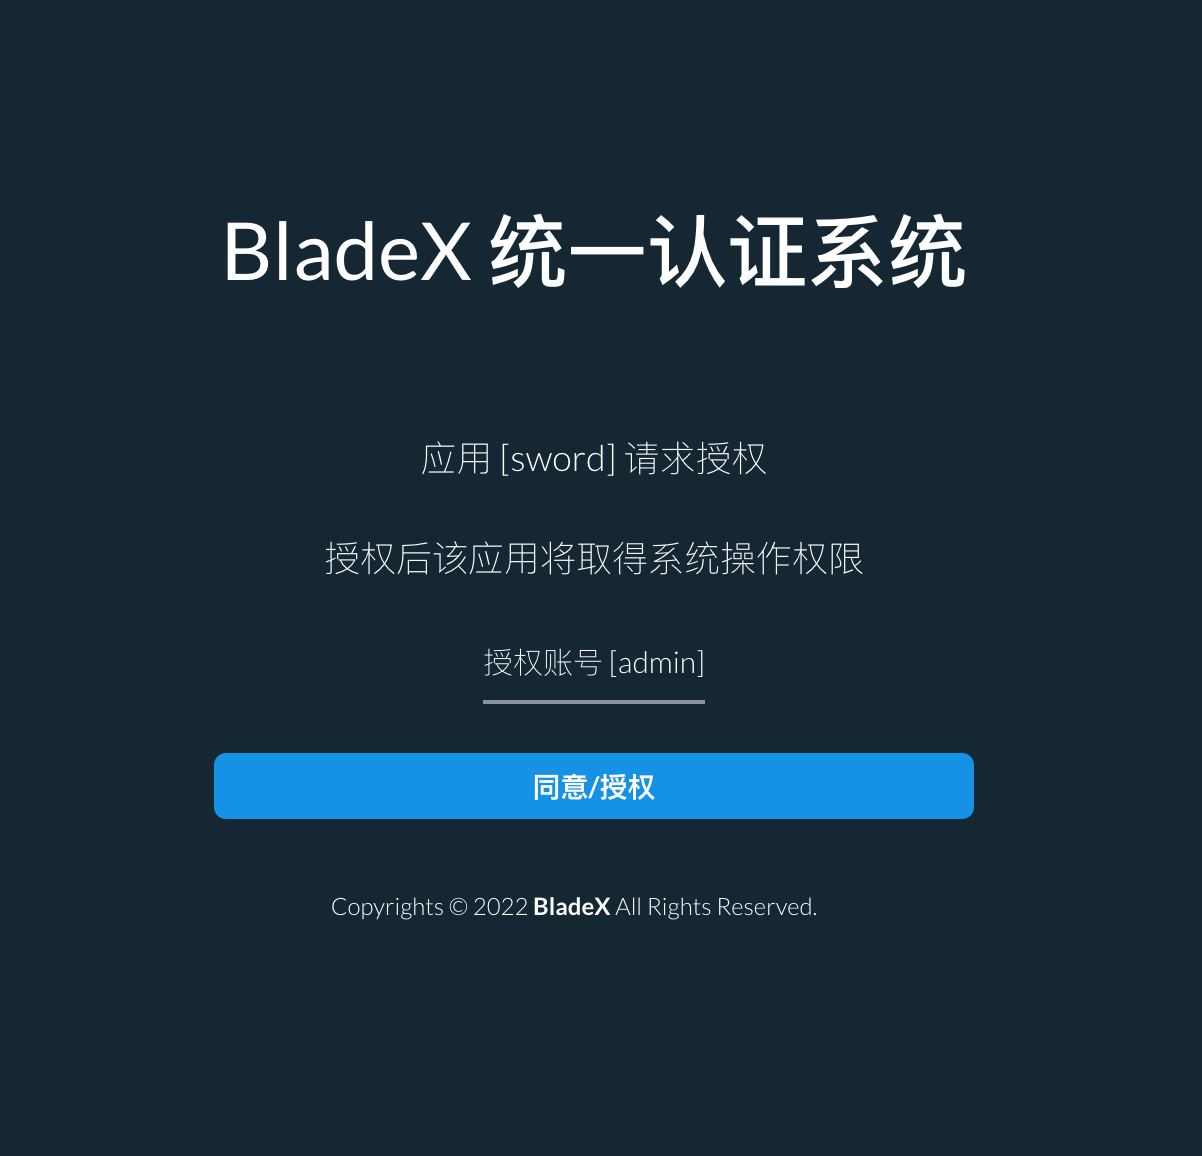 BladeX 统一认证系统
应用 [sword] 请求授权
授权后该应用将取得系统操作权限
授权账号 [admin]
同意/授权
Copyrights © 2022 BladeX All Rights Reserved.